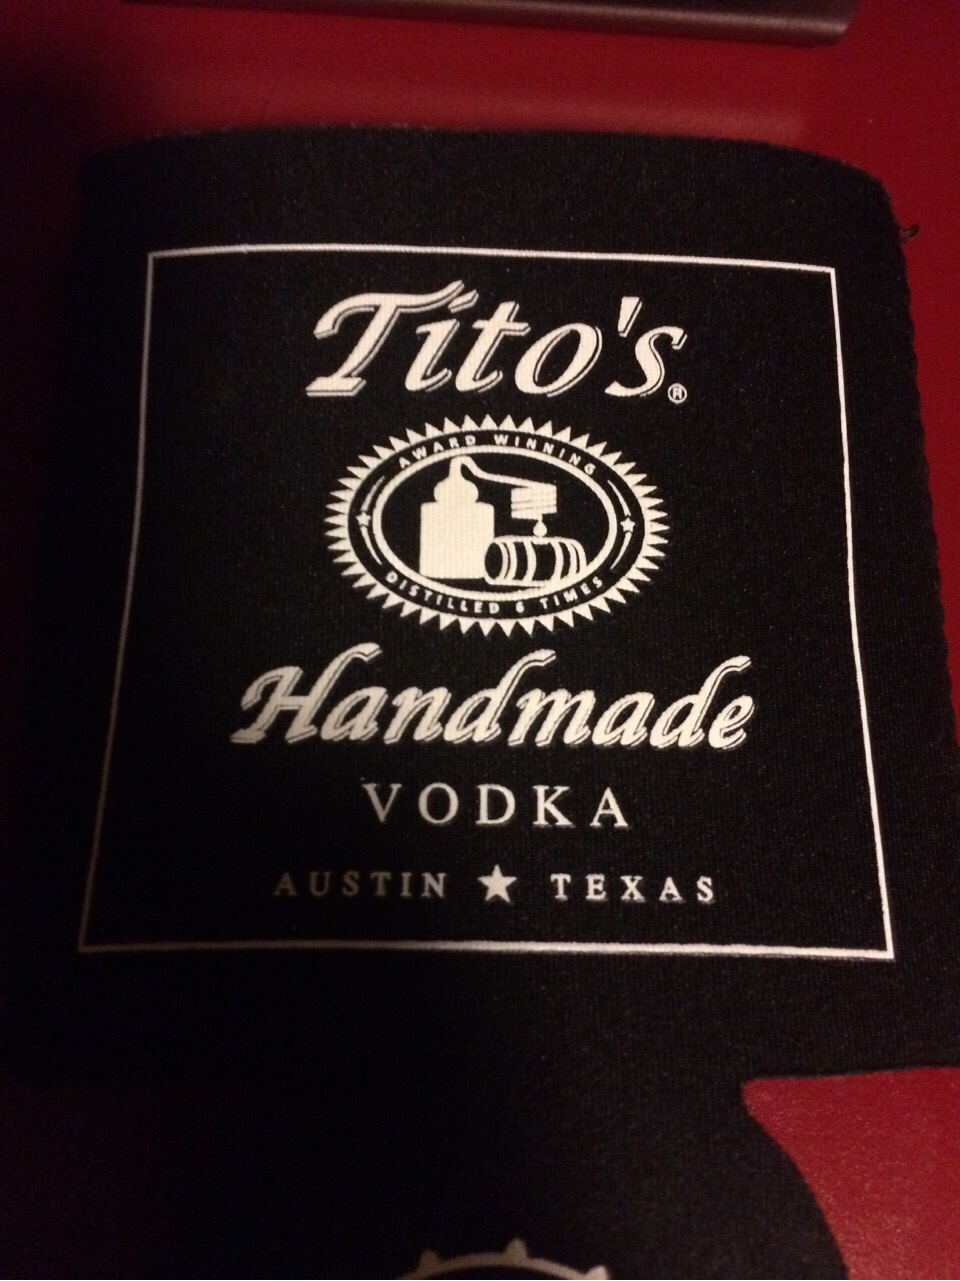 Tito's®
AWARD WINNING
DISTILLED 6 TIMES
Handmade
VODKA
AUSTIN ★ TEXAS